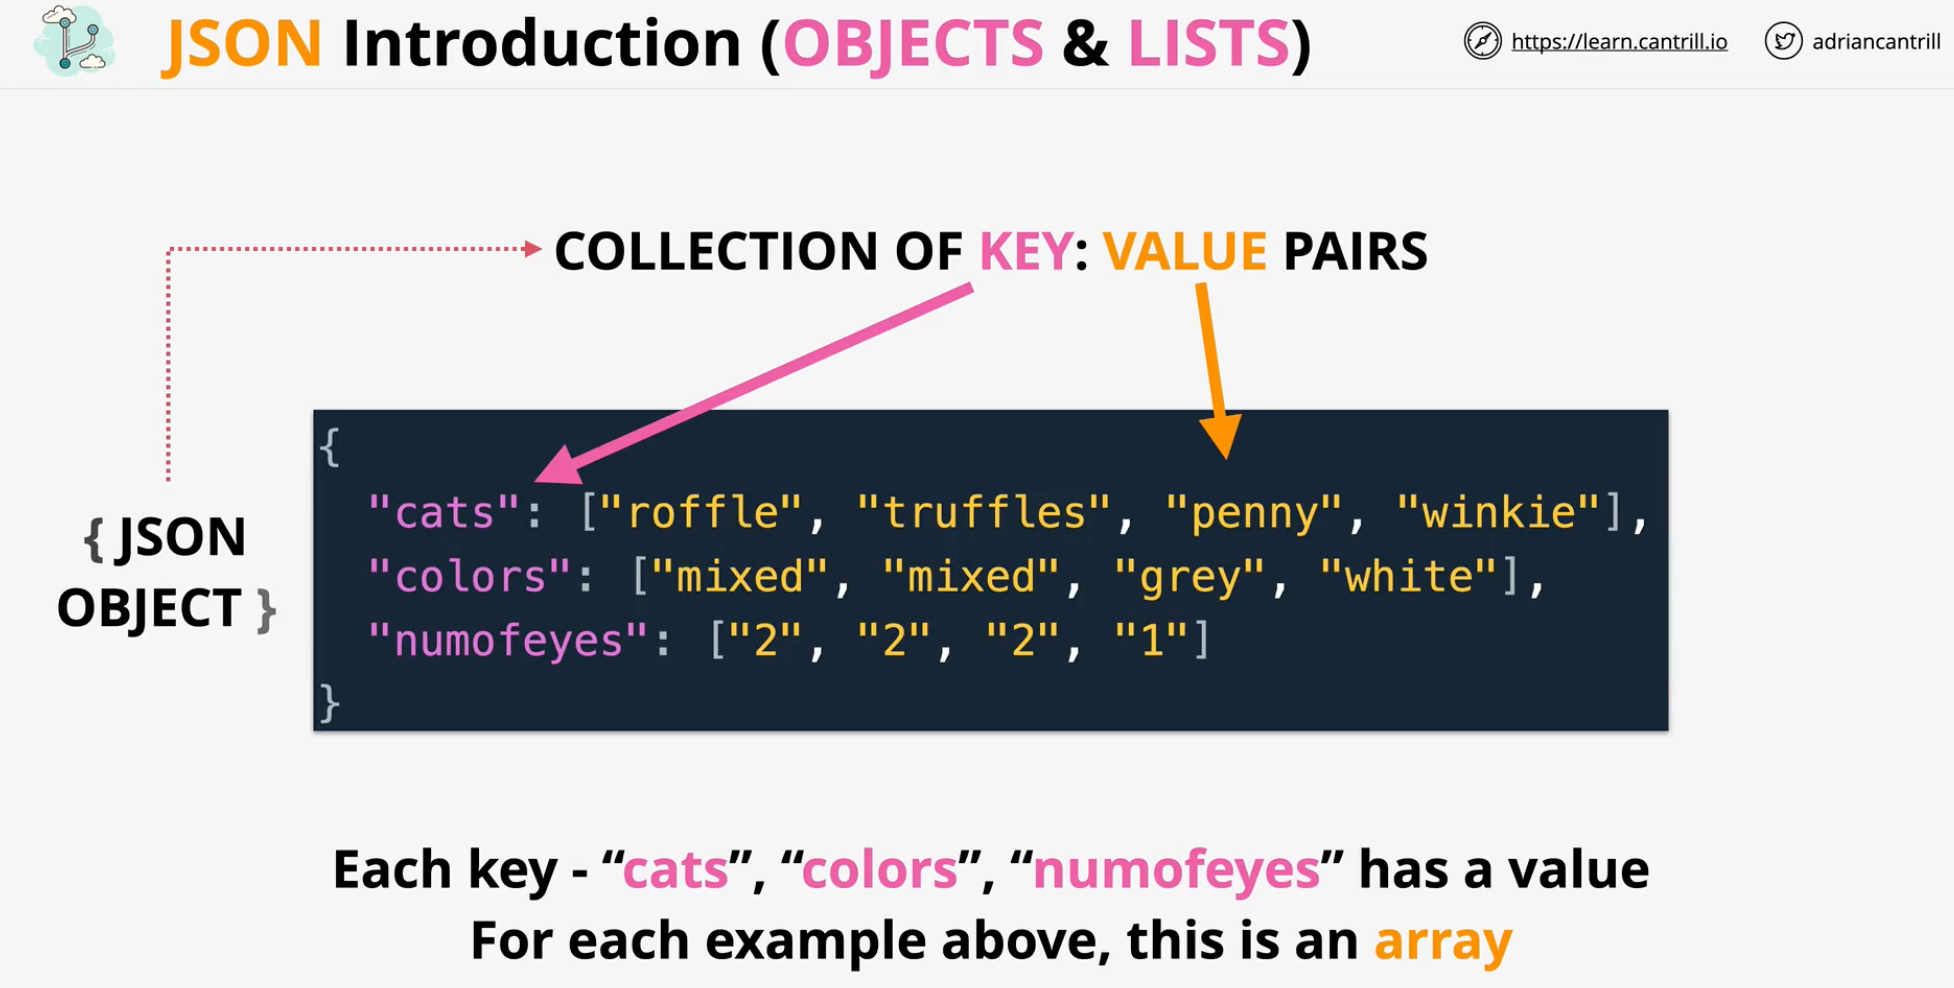 JSON Introduction (OBJECTS & LISTS)
https://learn.cantrill.io
adriancantrill
COLLECTION OF KEY: VALUE PAIRS
{ JSON
OBJECT }
{
"cats": ["roffle", "truffles", "penny", "winkie"],
"colors": ["mixed", "mixed", "grey", "white"],
"numofeyes": ["2", "2", "2", "1"]
}
Each key - “cats”, “colors”, “numofeyes” has a value
For each example above, this is an array